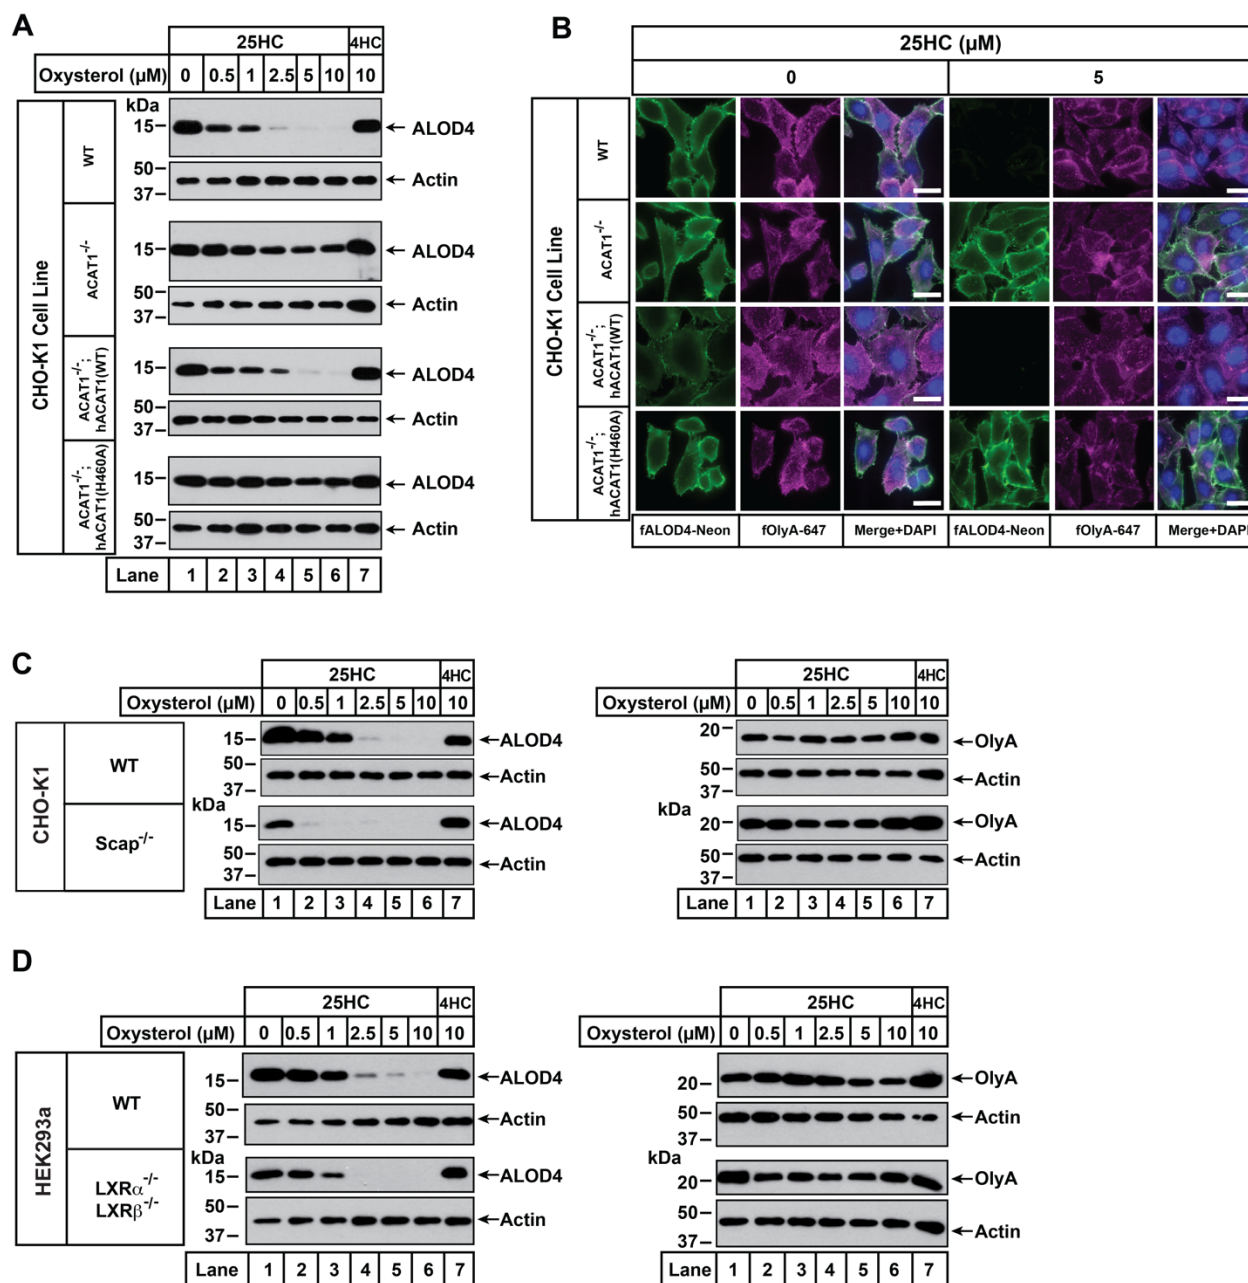 A
25HC 4HC
Oxysterol (µM) 0 0.5 1 2.5 5 10 10
kDa
CHO-K1 Cell Line
WT
15 ALOD4
50
37 Actin
ACAT1-/-
15 ALOD4
50
37 Actin
ACAT1-/-;
hACAT1(WT)
15 ALOD4
50
37 Actin
ACAT1-/-;
hACAT1(H460A)
15 ALOD4
50
37 Actin
Lane 1 2 3 4 5 6 7
B
25HC (µM)
0 5
CHO-K1 Cell Line
WT
ACAT1-/-
ACAT1-/-;
hACAT1(WT)
ACAT1-/-;
hACAT1(H460A)
fALOD4-Neon fOlyA-647 Merge+DAPI fALOD4-Neon fOlyA-647 Merge+DAPI
C
25HC 4HC
Oxysterol (µM) 0 0.5 1 2.5 5 10 10
CHO-K1
WT
15 ALOD4
50
37 Actin
kDa
Scap-/-
15 ALOD4
50
37 Actin
Lane 1 2 3 4 5 6 7
25HC 4HC
Oxysterol (µM) 0 0.5 1 2.5 5 10 10
20 OlyA
50
37 Actin
kDa
20 OlyA
50
37 Actin
Lane 1 2 3 4 5 6 7
D
25HC 4HC
Oxysterol (µM) 0 0.5 1 2.5 5 10 10
HEK293a
WT
15 ALOD4
50
37 Actin
kDa
LXRα-/-
LXRβ-/-
15 ALOD4
50
37 Actin
Lane 1 2 3 4 5 6 7
25HC 4HC
Oxysterol (µM) 0 0.5 1 2.5 5 10 10
20 OlyA
50
37 Actin
kDa
20 OlyA
50
37 Actin
Lane 1 2 3 4 5 6 7